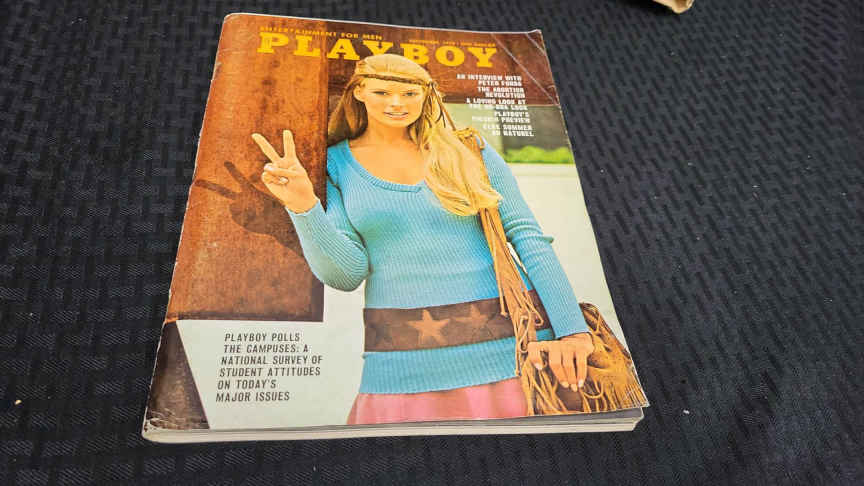 ENTERTAINMENT FOR MEN
PLAYBOY
AN INTERVIEW WITH
PETER FONDA
THE ABORTION
REVOLUTION
A LOVING LOOK AT
THE NO-BRA LOOK
PLAYBOY'S
PIGSKIN PREVIEW
ELKE SOMMER
AU NATUREL
PLAYBOY POLLS
THE CAMPUSES: A
NATIONAL SURVEY OF
STUDENT ATTITUDES
ON TODAY'S
MAJOR ISSUES